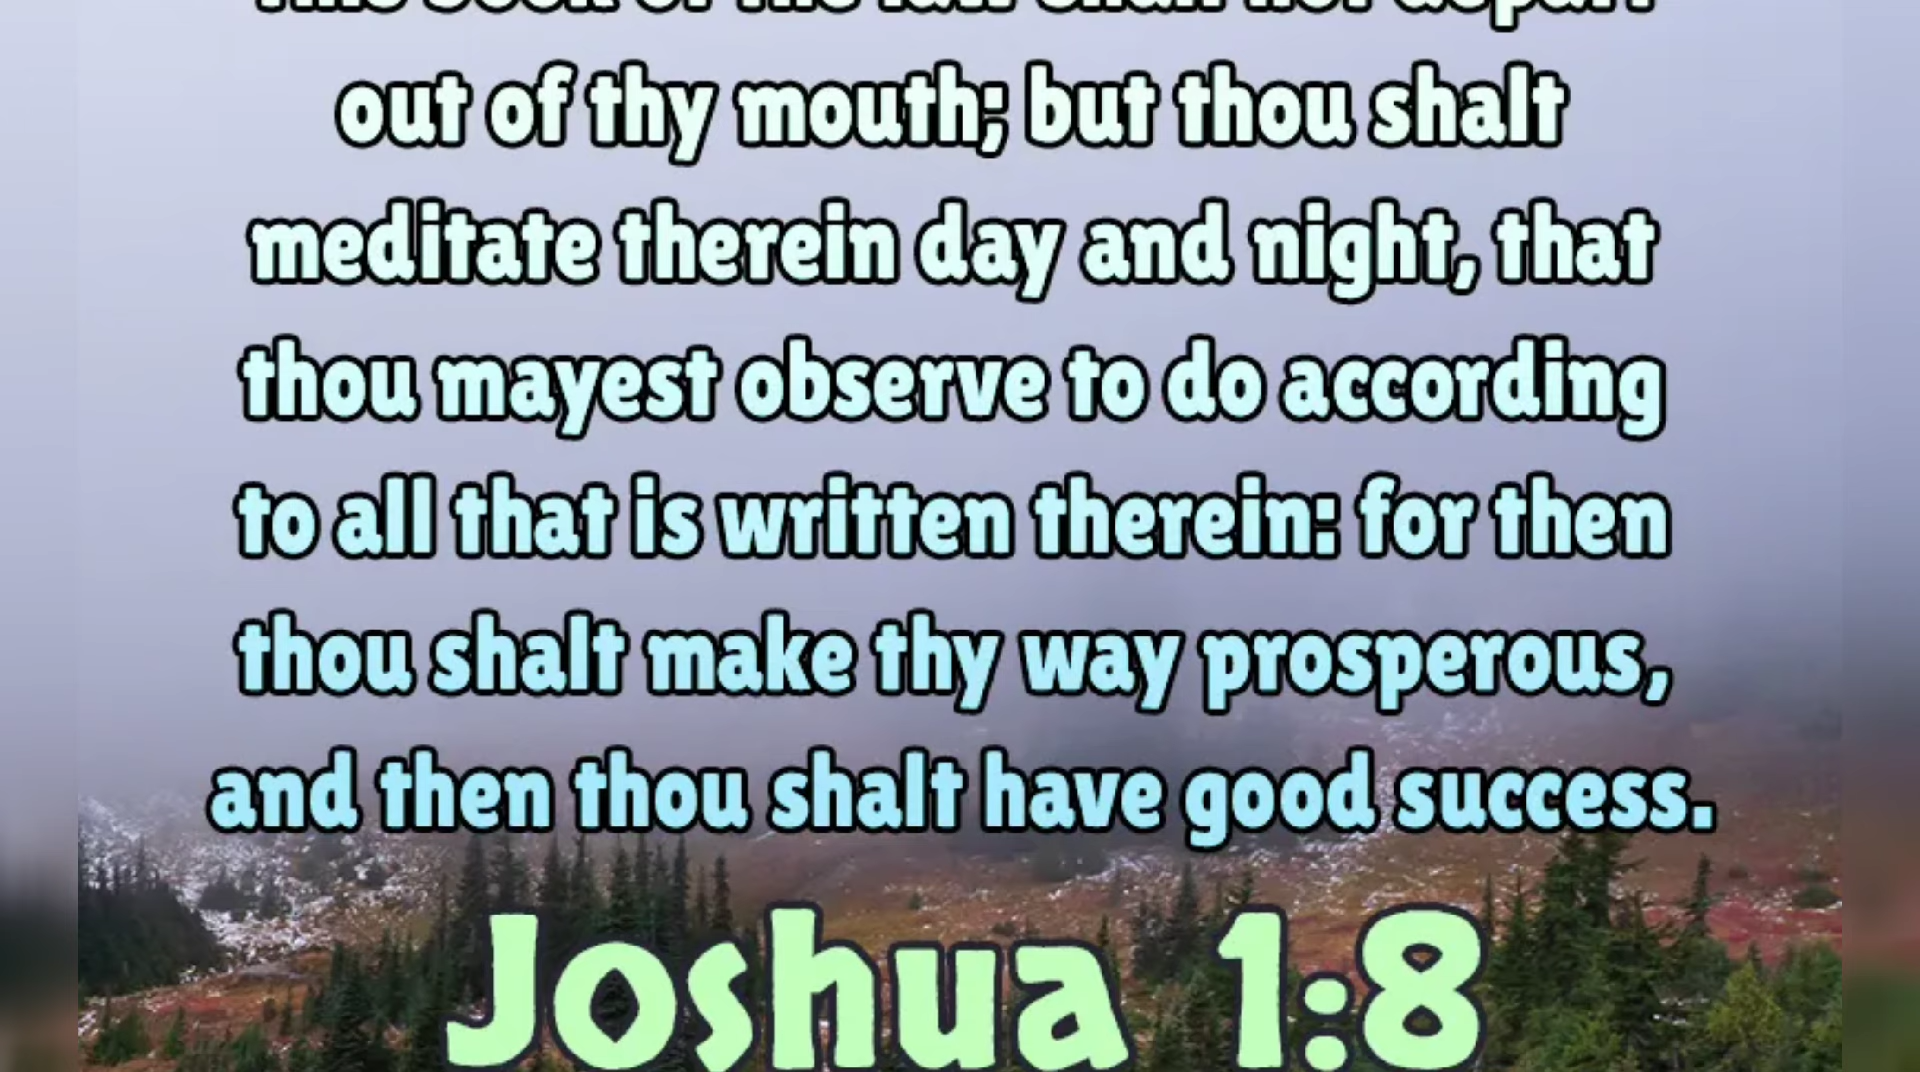 This book of the law shall not depart
out of thy mouth; but thou shalt
meditate therein day and night, that
thou mayest observe to do according
to all that is written therein: for then
thou shalt make thy way prosperous,
and then thou shalt have good success.
Joshua 1:8